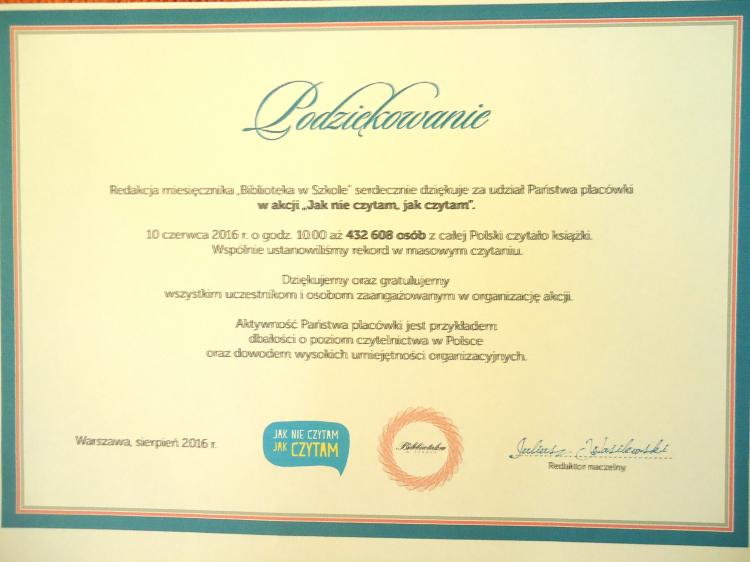 Podziękowanie
Redakcja miesięcznika „Biblioteka w Szkole” serdecznie dziękuje za udział Państwa placówki
w akcji „Jak nie czytam, jak czytam”.
10 czerwca 2016 r. o godz. 10:00 aż 432 608 osób z całej Polski czytało książki.
Wspólnie ustanowiliśmy rekord w masowym czytaniu.
Dziękujemy oraz gratulujemy
wszystkim uczestnikom i osobom zaangażowanym w organizację akcji.
Aktywność Państwa placówki jest przykładem
dbałości o poziom czytelnictwa w Polsce
oraz dowodem wysokich umiejętności organizacyjnych.
Warszawa, sierpień 2016 r.
JAK NIE CZYTAM
JAK CZYTAM
Biblioteka
Juliusz Wasilewski
Redaktor naczelny